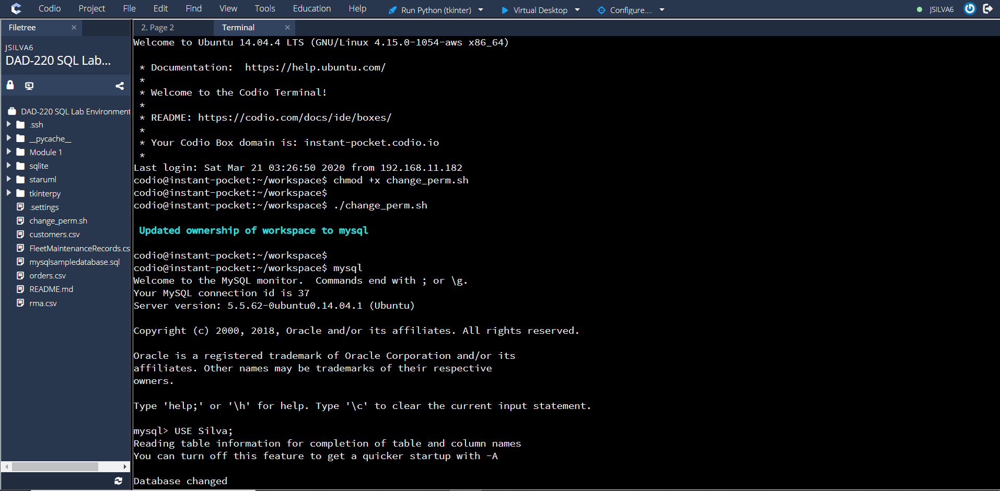 Codio Project File Edit Find View Tools Education Help Run Python (tkinter) Virtual Desktop Configure.... JSILVA6
Filetree
JSILVA6
DAD-220 SQL Lab...
DAD-220 SQL Lab Environment
.ssh
__pycache__
Module 1
sqlite
staruml
tkinterpy
.settings
change_perm.sh
customers.csv
FleetMaintenanceRecords.cs
mysqlsampledatabase.sql
orders.csv
README.md
rma.csv
2. Page 2 Terminal
Welcome to Ubuntu 14.04.4 LTS (GNU/Linux 4.15.0-1054-aws x86_64)
* Documentation:  https://help.ubuntu.com/
*
* Welcome to the Codio Terminal!
*
* README: https://codio.com/docs/ide/boxes/
*
* Your Codio Box domain is: instant-pocket.codio.io
*
Last login: Sat Mar 21 03:26:50 2020 from 192.168.11.182
codio@instant-pocket:~/workspace$ chmod +x change_perm.sh
codio@instant-pocket:~/workspace$
codio@instant-pocket:~/workspace$ ./change_perm.sh
Updated ownership of workspace to mysql
codio@instant-pocket:~/workspace$
codio@instant-pocket:~/workspace$ mysql
Welcome to the MySQL monitor.  Commands end with ; or \g.
Your MySQL connection id is 37
Server version: 5.5.62-0ubuntu0.14.04.1 (Ubuntu)
Copyright (c) 2000, 2018, Oracle and/or its affiliates. All rights reserved.
Oracle is a registered trademark of Oracle Corporation and/or its
affiliates. Other names may be trademarks of their respective
owners.
Type 'help;' or '\h' for help. Type '\c' to clear the current input statement.
mysql> USE Silva;
Reading table information for completion of table and column names
You can turn off this feature to get a quicker startup with -A
Database changed